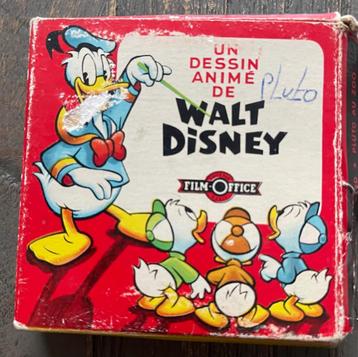 UN
DESSIN
ANIMÉ
DE
Pluto
WALT
DISNEY
FILM-OFFICE